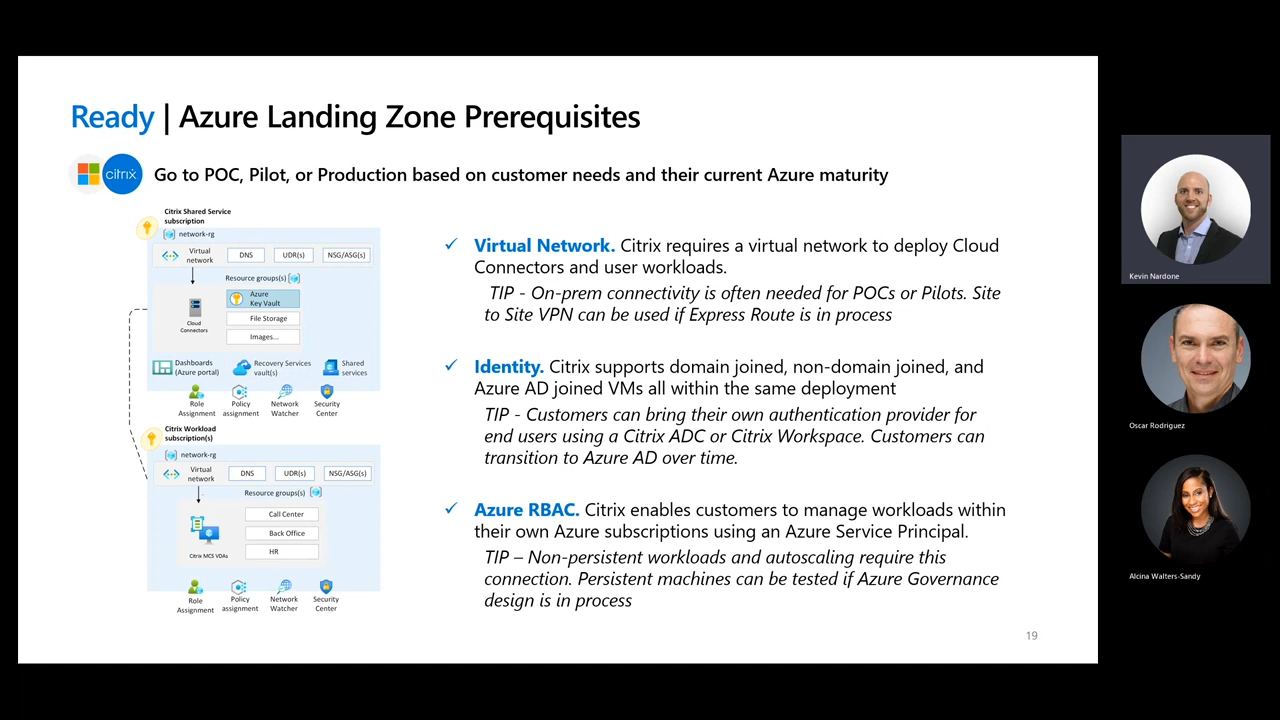 Ready | Azure Landing Zone Prerequisites
citrix
Go to POC, Pilot, or Production based on customer needs and their current Azure maturity
Citrix Shared Service
subscription
network-rg
Virtual
network
DNS
UDR(s)
NSG/ASG(s)
Resource groups(s)
Azure
Key Vault
Cloud
Connectors
File Storage
Images...
Dashboards
(Azure portal)
Recovery Services
vault(s)
Shared
services
Role
Assignment
Policy
assignment
Network
Watcher
Security
Center
Citrix Workload
subscription(s)
network-rg
Virtual
network
DNS
UDR(s)
NSG/ASG(s)
Resource groups(s)
Call Center
Back Office
HR
Citrix MCS VDAs
Role
Assignment
Policy
assignment
Network
Watcher
Security
Center
✓ Virtual Network. Citrix requires a virtual network to deploy Cloud
Connectors and user workloads.
TIP - On-prem connectivity is often needed for POCs or Pilots. Site
to Site VPN can be used if Express Route is in process
✓ Identity. Citrix supports domain joined, non-domain joined, and
Azure AD joined VMs all within the same deployment
TIP - Customers can bring their own authentication provider for
end users using a Citrix ADC or Citrix Workspace. Customers can
transition to Azure AD over time.
✓ Azure RBAC. Citrix enables customers to manage workloads within
their own Azure subscriptions using an Azure Service Principal.
TIP – Non-persistent workloads and autoscaling require this
connection. Persistent machines can be tested if Azure Governance
design is in process
19
Kevin Nardone
Oscar Rodriguez
Alcina Walters-Sandy